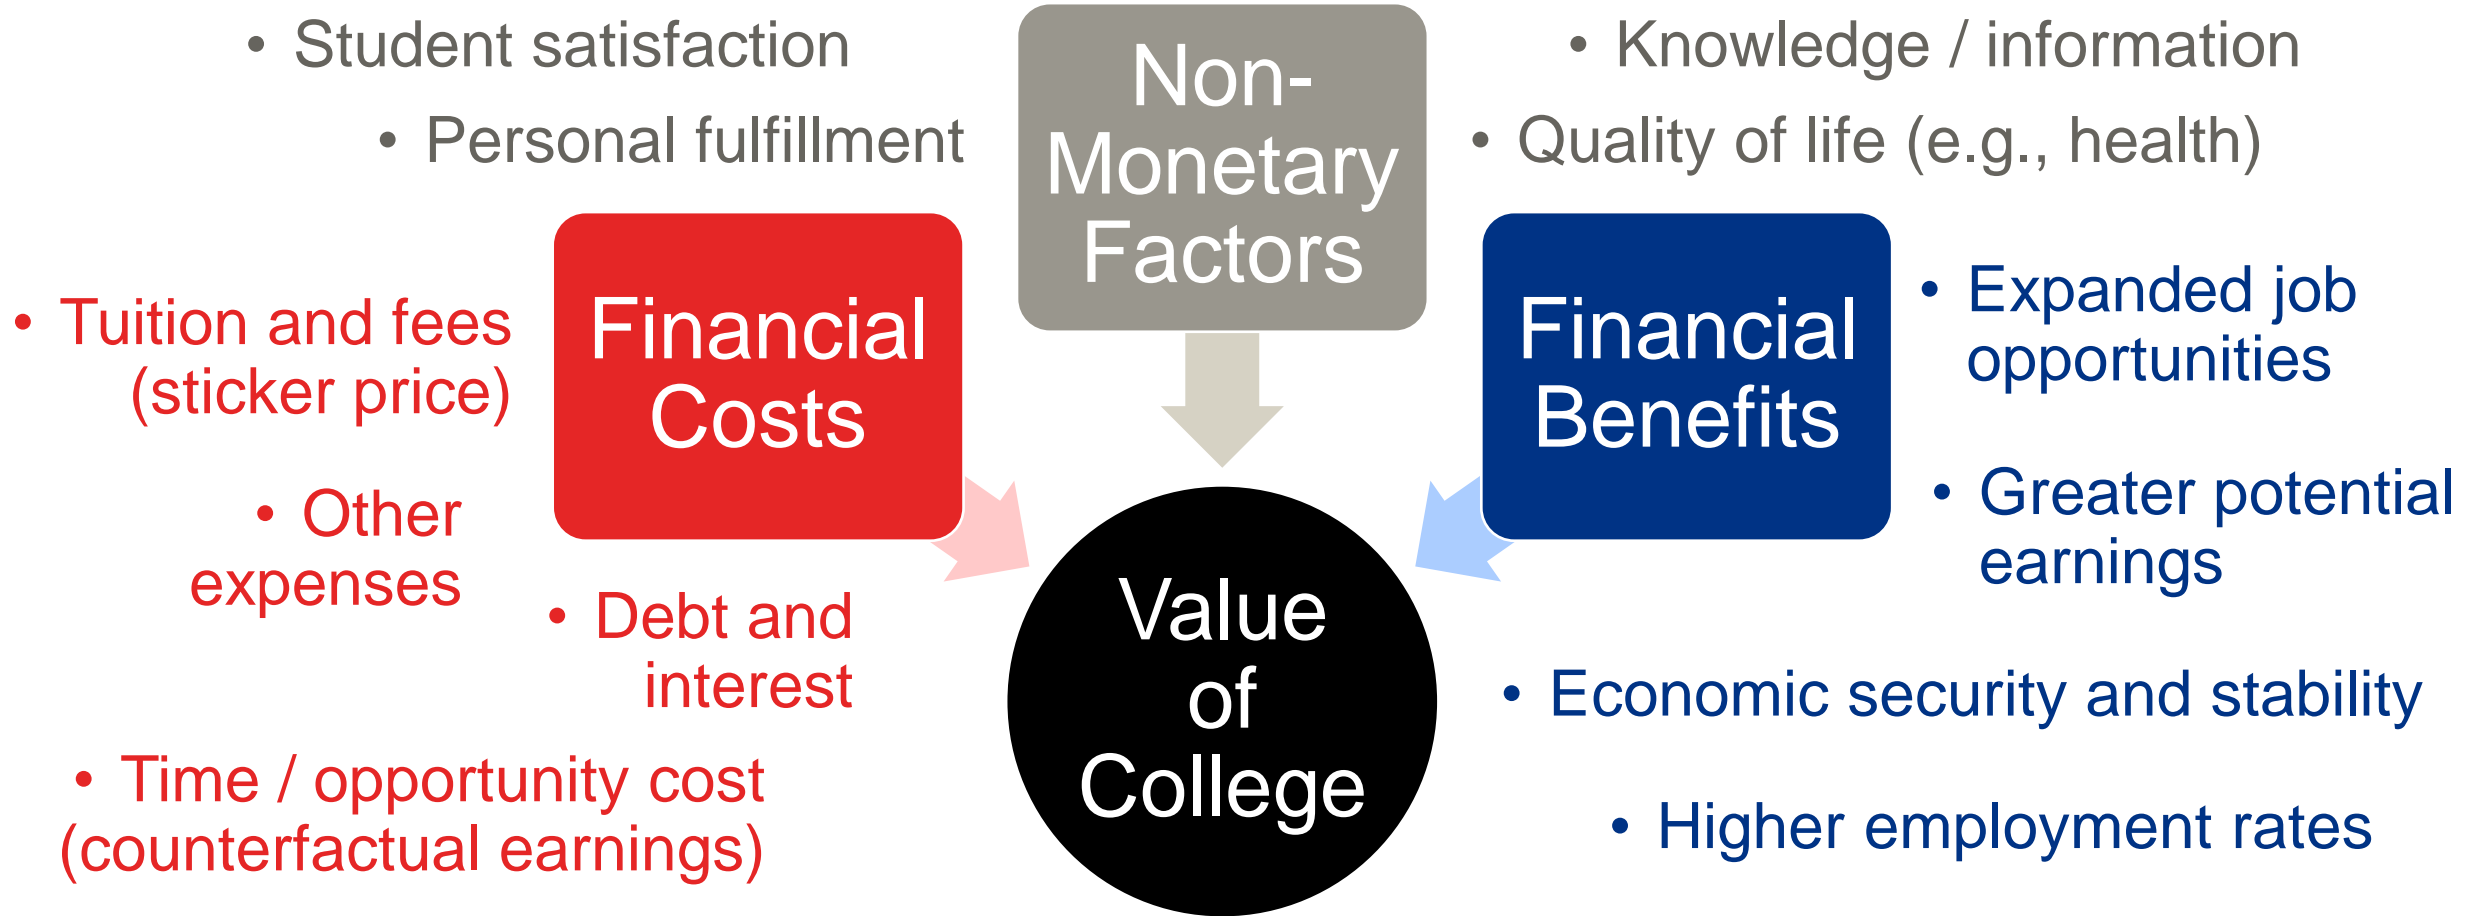 • Student satisfaction
• Personal fulfillment
Non-
Monetary
Factors
• Knowledge / information
• Quality of life (e.g., health)
Financial
Costs
• Tuition and fees
(sticker price)
• Other
expenses
• Debt and
interest
• Time / opportunity cost
(counterfactual earnings)
Financial
Benefits
• Expanded job
opportunities
• Greater potential
earnings
• Economic security and stability
• Higher employment rates
Value
of
College